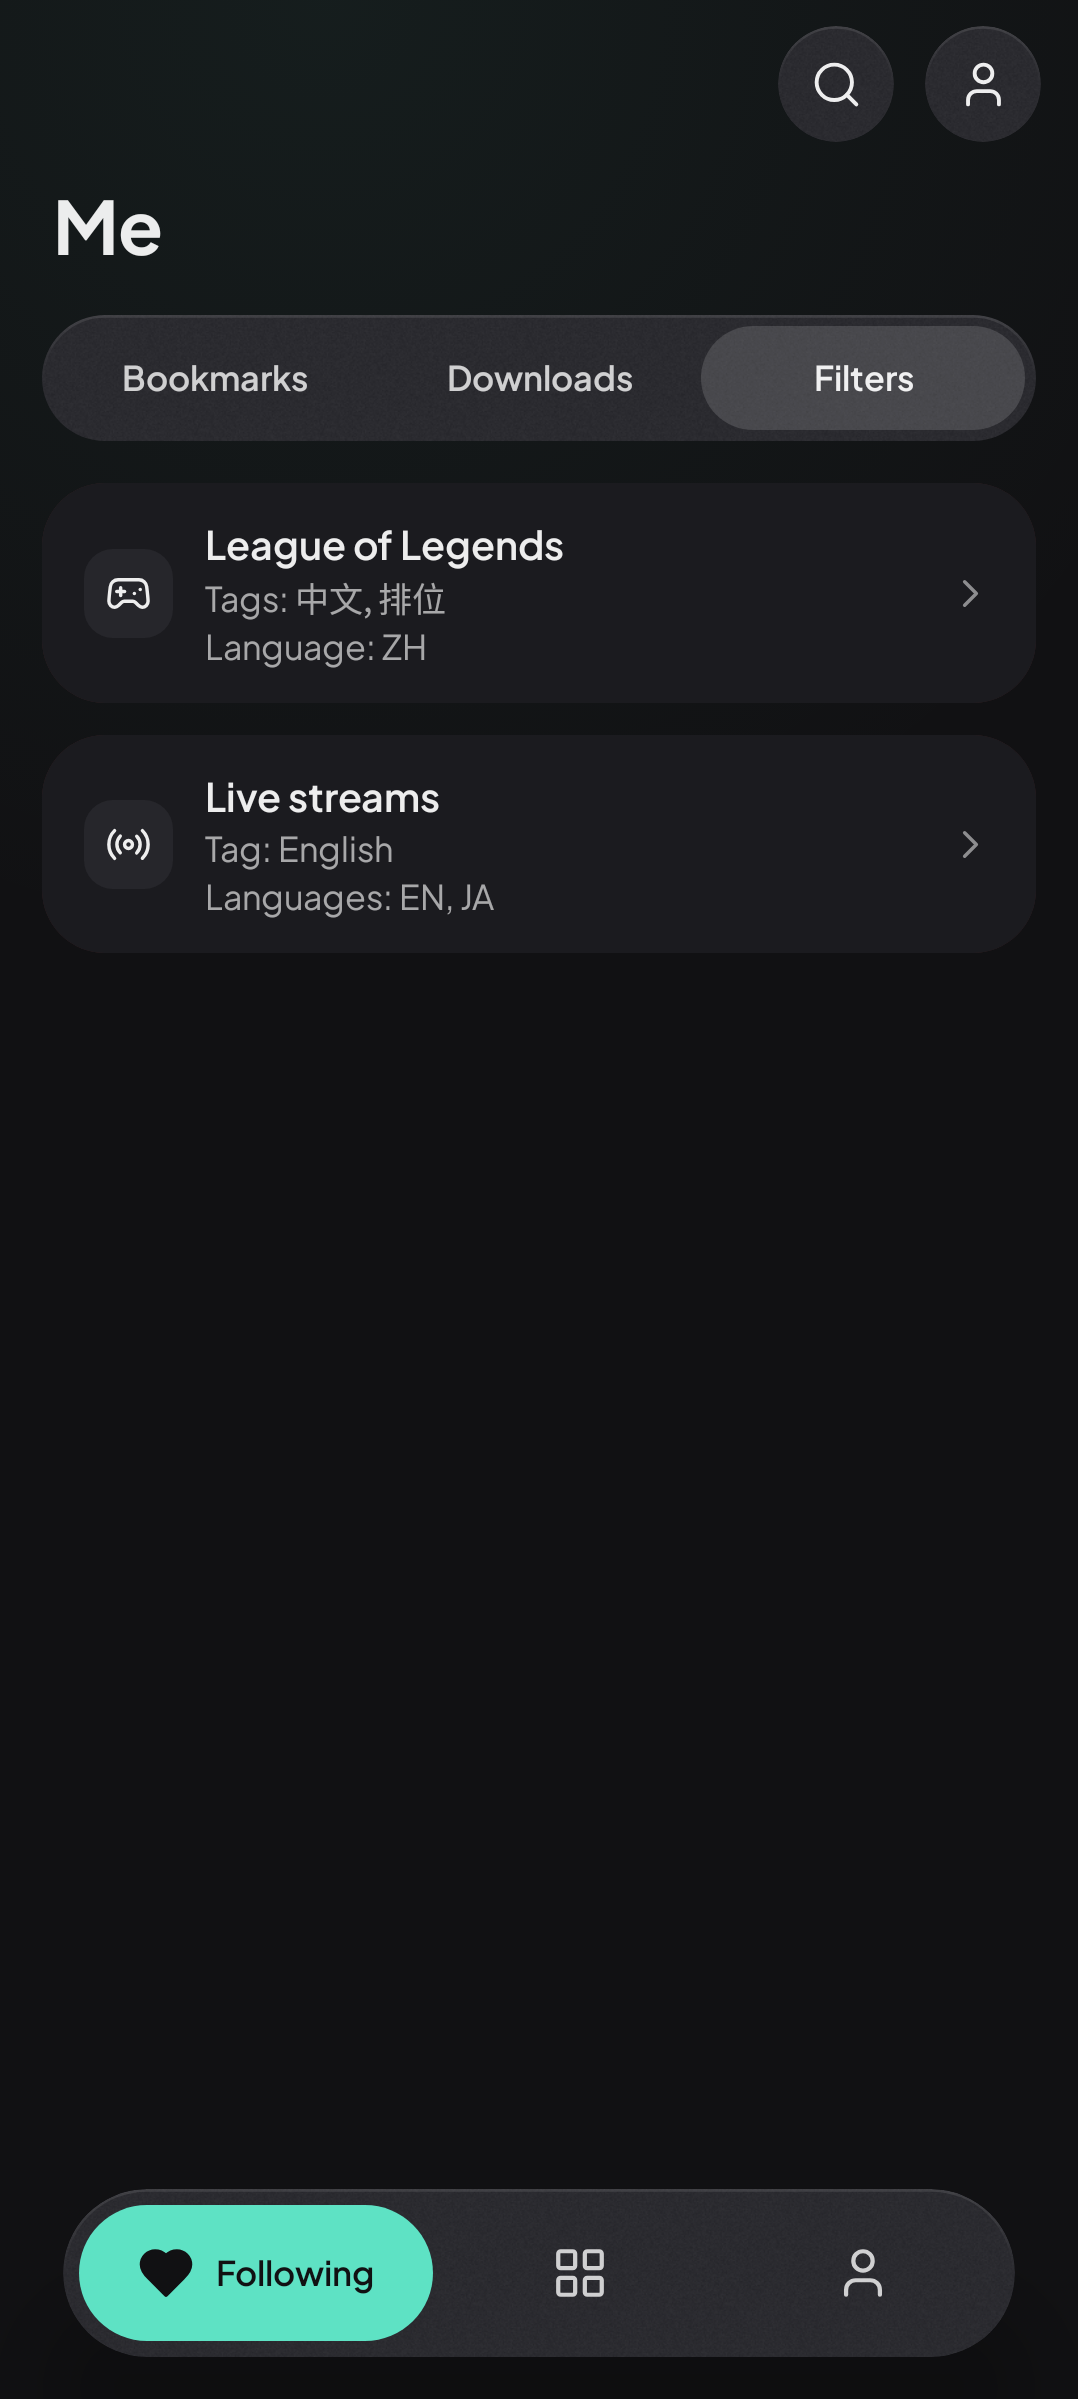 Me
Bookmarks
Downloads
Filters
League of Legends
Tags: 中文, 排位
Language: ZH
Live streams
Tag: English
Languages: EN, JA
Following